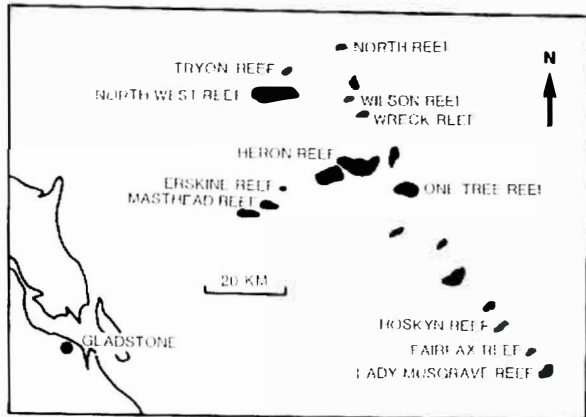 NORTH REEF
TRYON REEF
N
NORTH WEST REEF
WILSON REEF
WRECK REEF
HERON REEF
ERSKINE REEF
ONE TREE REEF
MASTHEAD REEF
20 KM
HOSKYN REEF
GLADSTONE
FAIRFAX REEF
LADY MUSGRAVE REEF